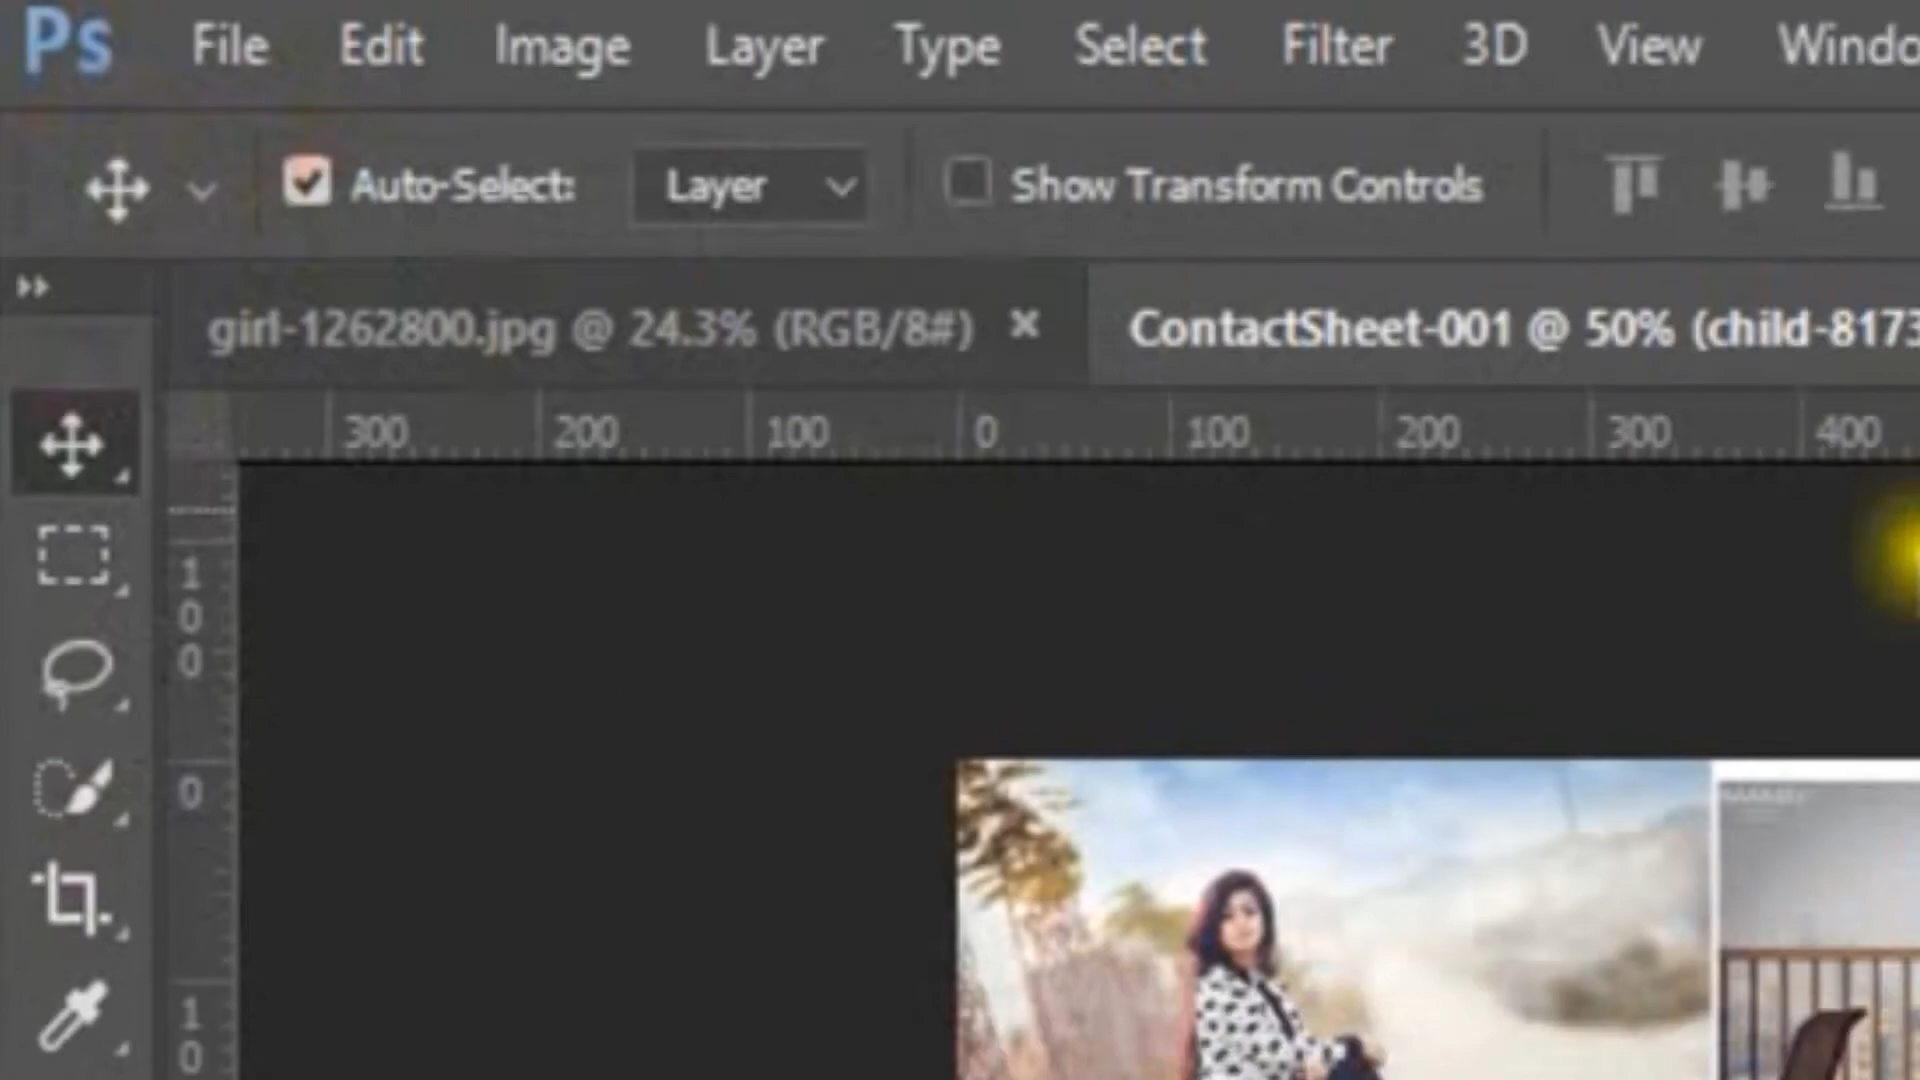 Ps File Edit Image Layer Type Select Filter 3D View Windo
Auto-Select: Layer Show Transform Controls
girl-1262800.jpg @ 24.3% (RGB/8#) × ContactSheet-001 @ 50% (child-8173
300 200 100 0 100 200 300 400
1
0
0
0
1
0